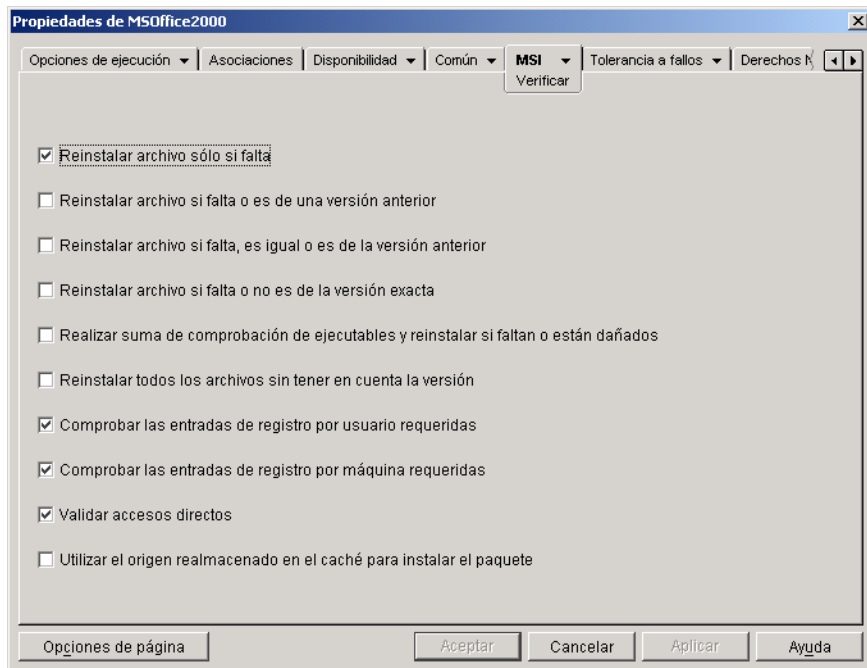 Propiedades de MSOffice2000
Opciones de ejecución Asociaciones Disponibilidad Común MSI Tolerancia a fallos Derechos
Verificar
Reinstalar archivo sólo si falta
Reinstalar archivo si falta o es de una versión anterior
Reinstalar archivo si falta, es igual o es de la versión anterior
Reinstalar archivo si falta o no es de la versión exacta
Realizar suma de comprobación de ejecutables y reinstalar si faltan o están dañados
Reinstalar todos los archivos sin tener en cuenta la versión
Comprobar las entradas de registro por usuario requeridas
Comprobar las entradas de registro por máquina requeridas
Validar accesos directos
Utilizar el origen realmacenado en el caché para instalar el paquete
Opciones de página Aceptar Cancelar Aplicar Ayuda